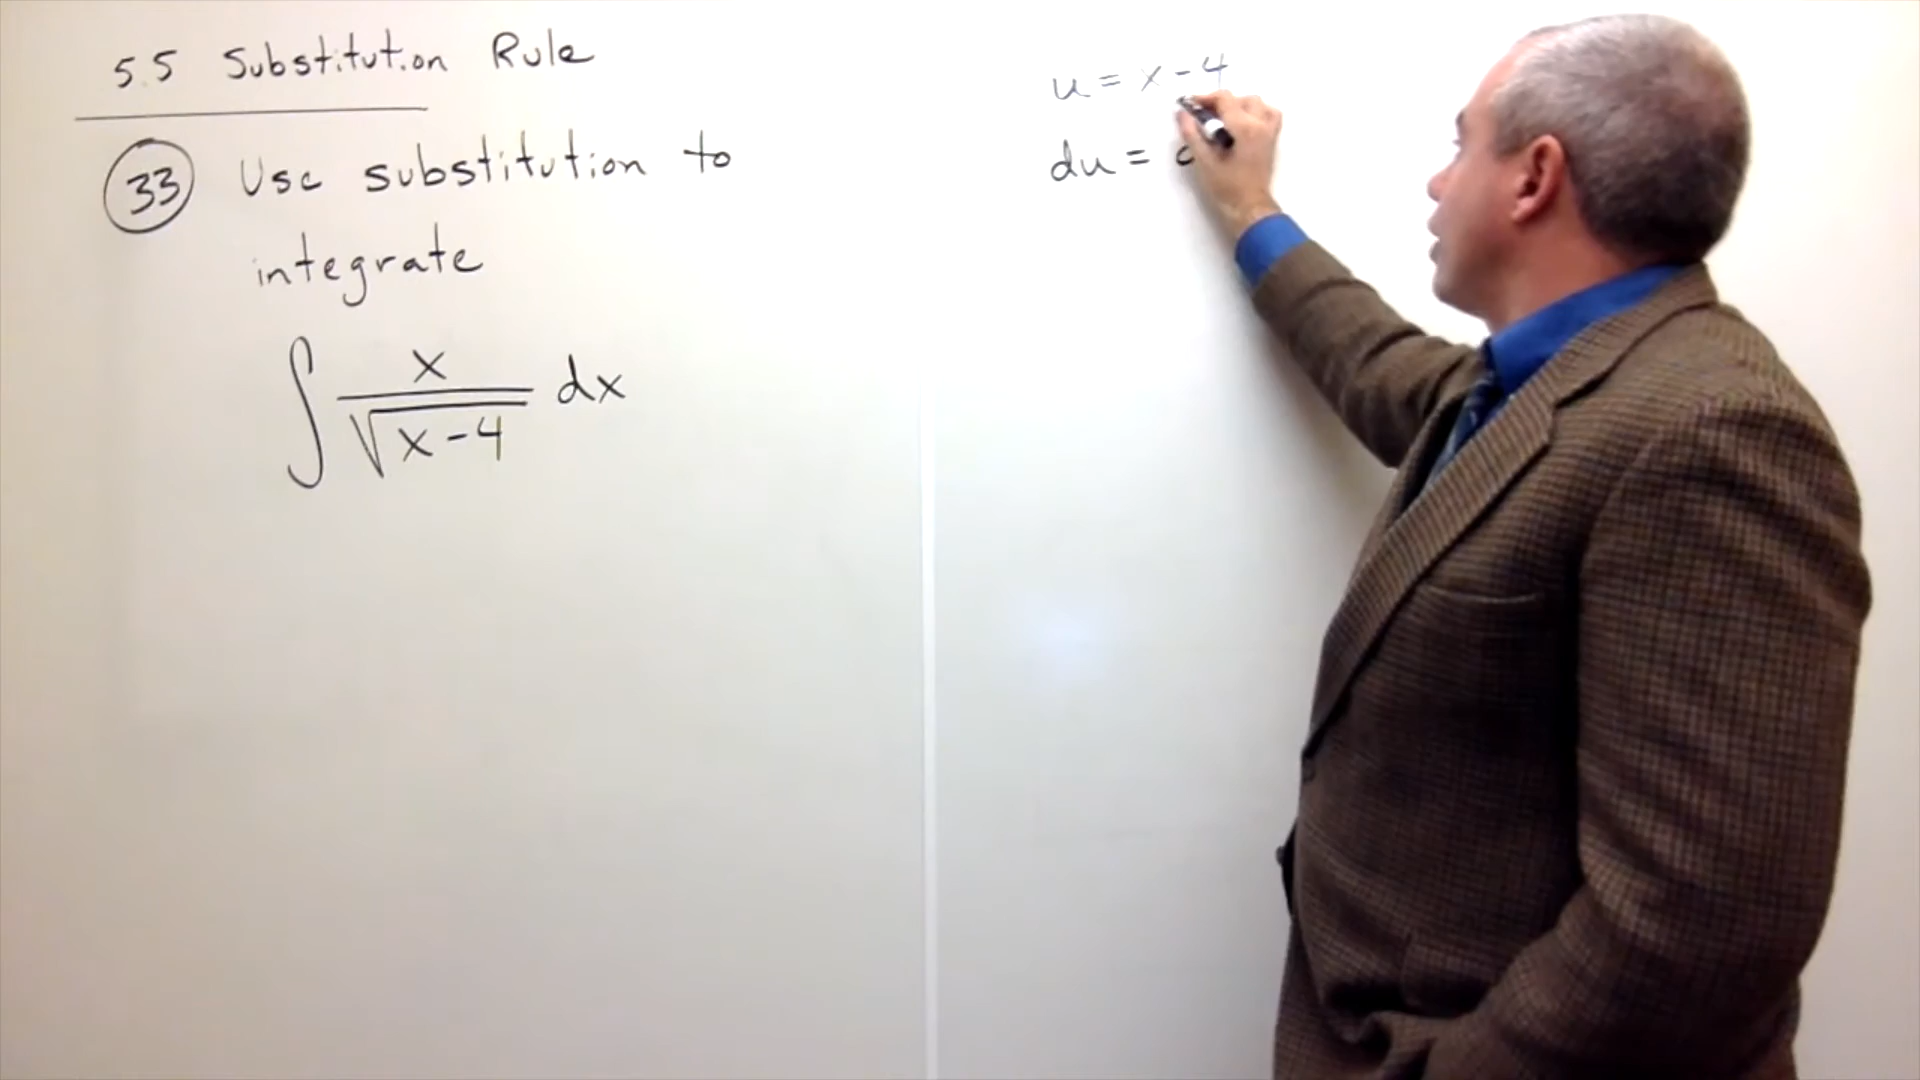 5.5 Substitution Rule
33 Use substitution to
integrate
∫ x / √(x-4) dx
u = x - 4
du =